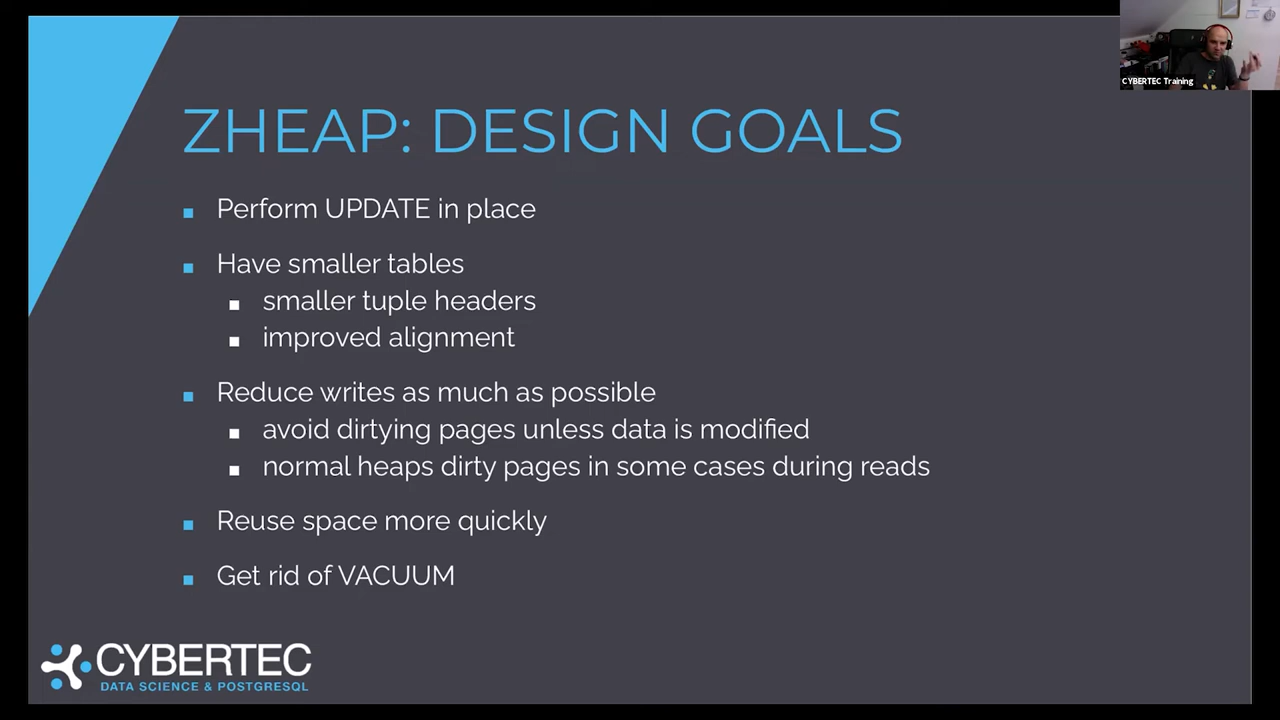 CYBERTEC Training
ZHEAP: DESIGN GOALS
Perform UPDATE in place
Have smaller tables
smaller tuple headers
improved alignment
Reduce writes as much as possible
avoid dirtying pages unless data is modified
normal heaps dirty pages in some cases during reads
Reuse space more quickly
Get rid of VACUUM
CYBERTEC
DATA SCIENCE & POSTGRESQL